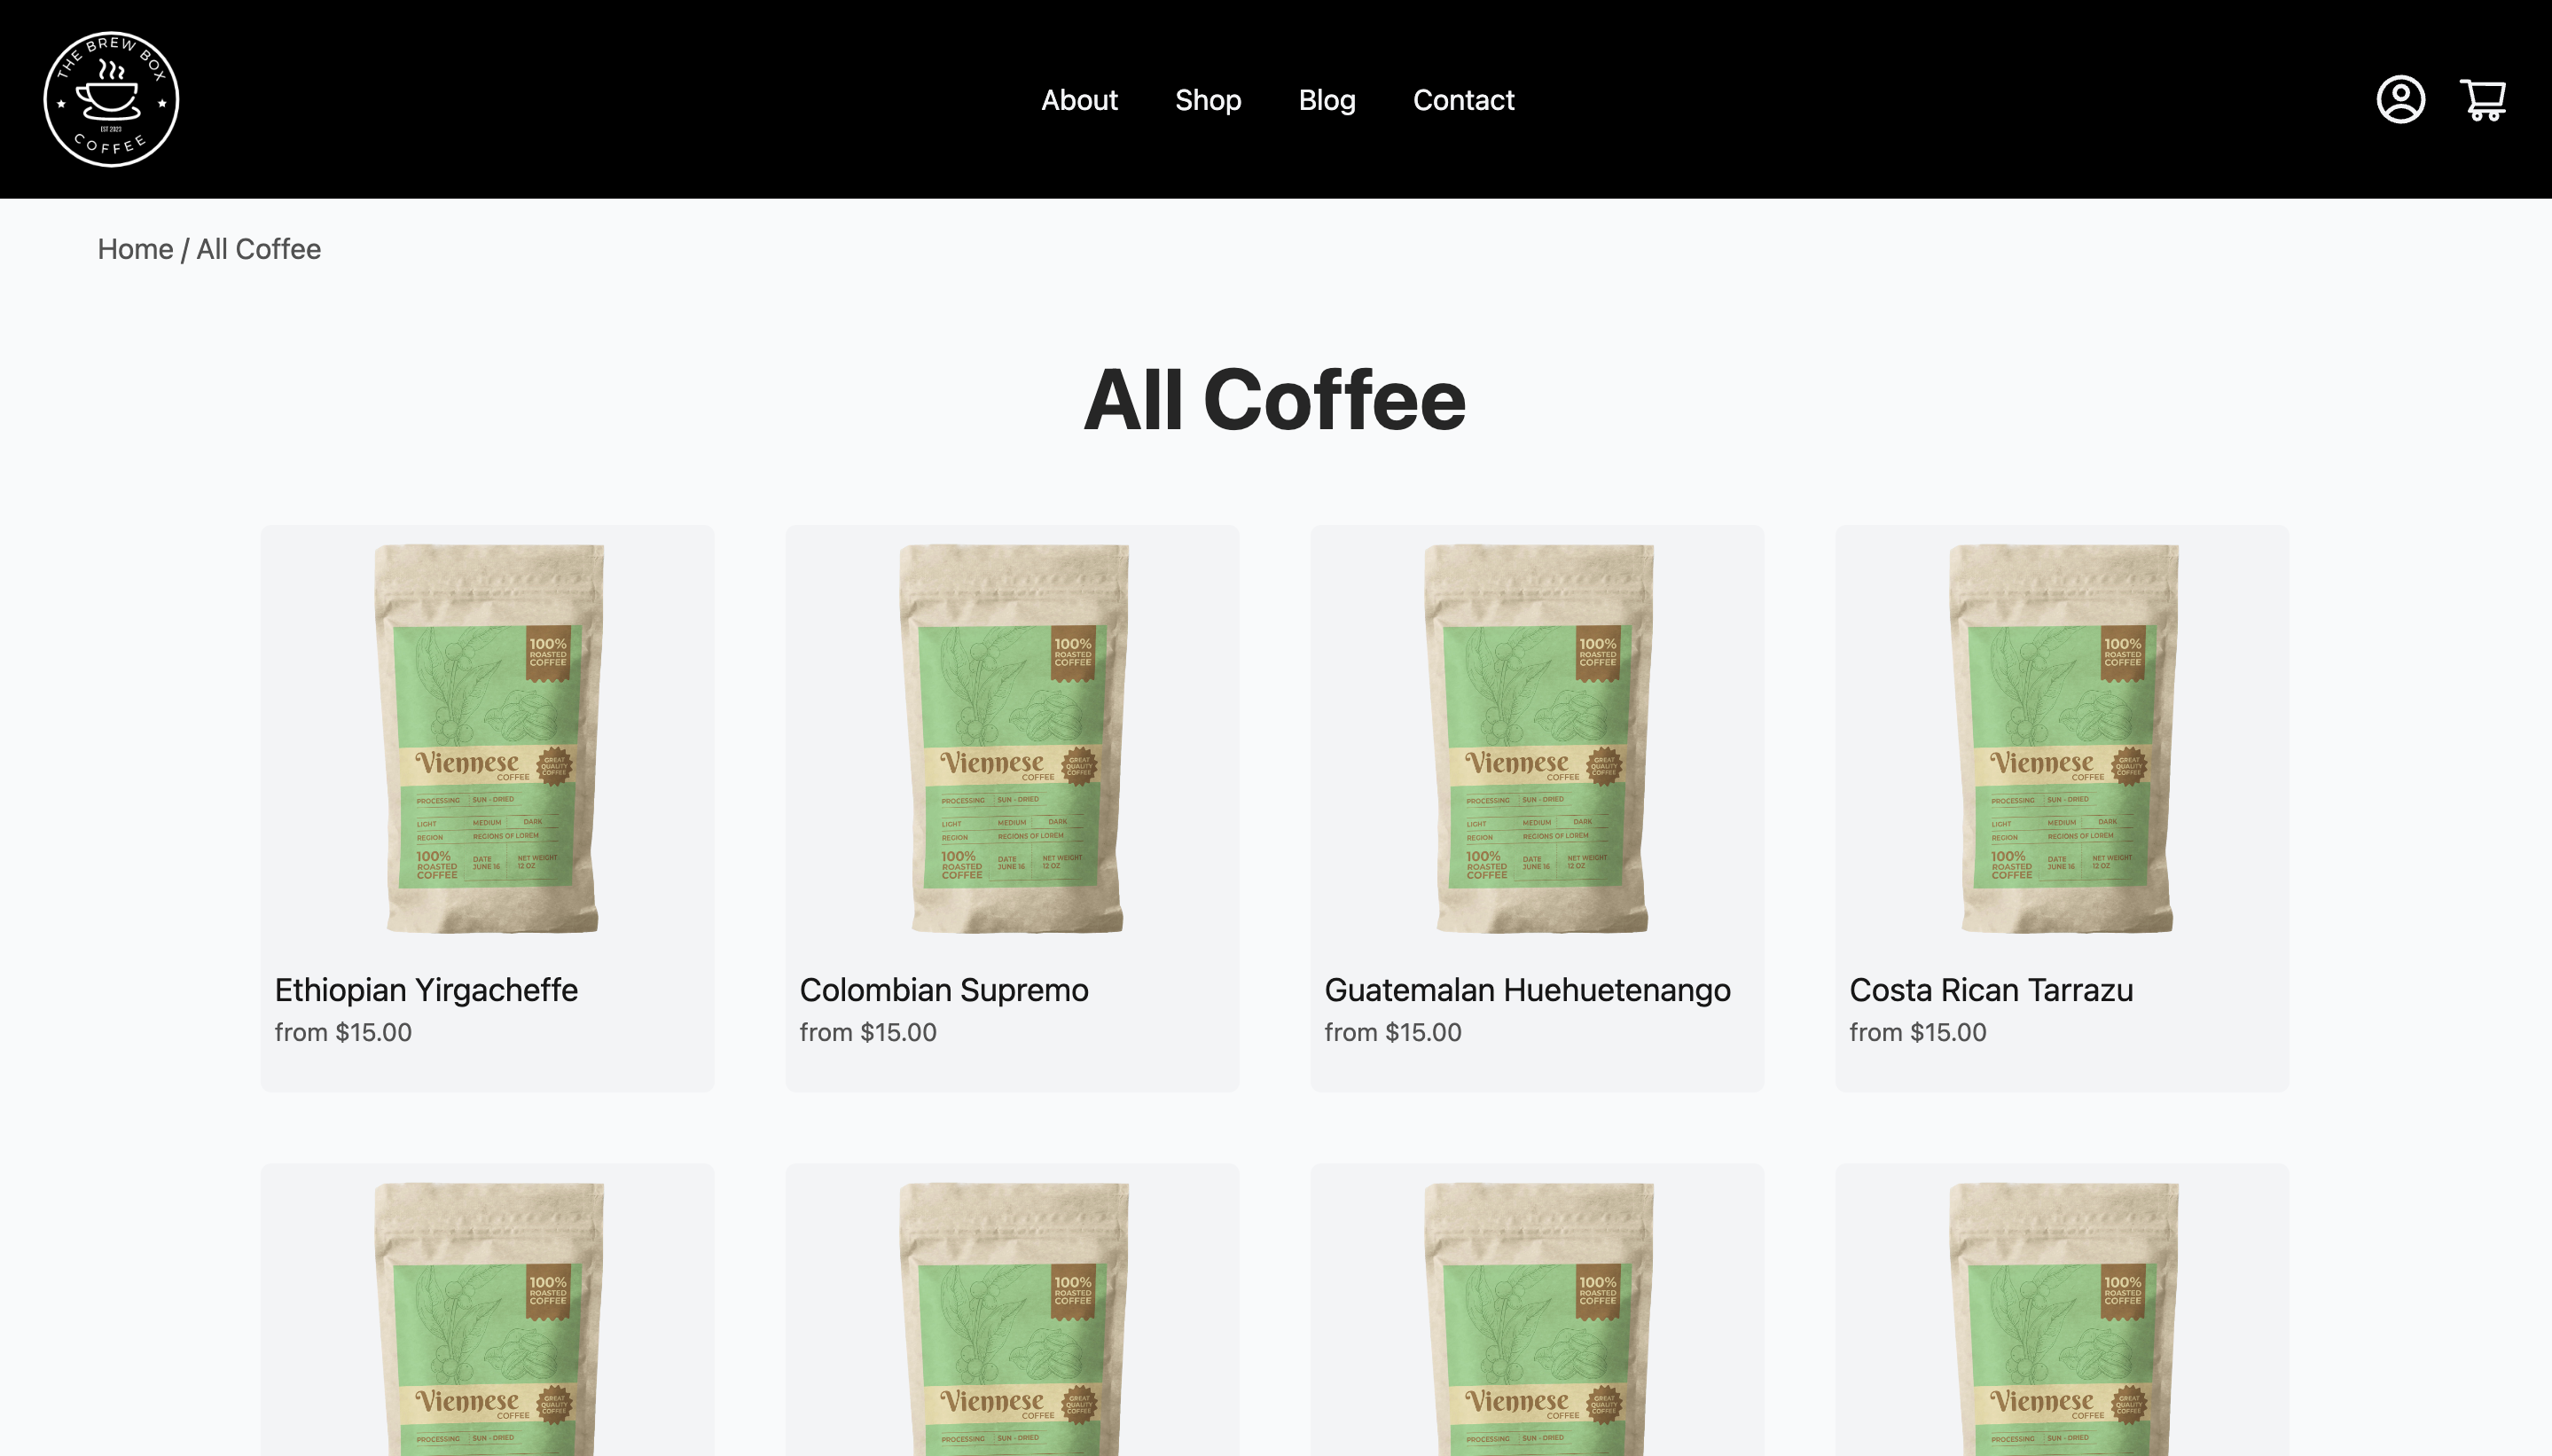 THE BREW BOX
EST 2023
COFFEE
About Shop Blog Contact
Home / All Coffee
All Coffee
100%
ROASTED
COFFEE
Viennese
COFFEE
GREAT
QUALITY
COFFEE
PROCESSING SUN - DRIED
LIGHT MEDIUM DARK
REGION REGIONS OF LOREM
100%
ROASTED
COFFEE
DATE
JUNE 16
NET WEIGHT
12 OZ
100%
ROASTED
COFFEE
Viennese
COFFEE
GREAT
QUALITY
COFFEE
PROCESSING SUN - DRIED
LIGHT MEDIUM DARK
REGION REGIONS OF LOREM
100%
ROASTED
COFFEE
DATE
JUNE 16
NET WEIGHT
12 OZ
100%
ROASTED
COFFEE
Viennese
COFFEE
GREAT
QUALITY
COFFEE
PROCESSING SUN - DRIED
LIGHT MEDIUM DARK
REGION REGIONS OF LOREM
100%
ROASTED
COFFEE
DATE
JUNE 16
NET WEIGHT
12 OZ
100%
ROASTED
COFFEE
Viennese
COFFEE
GREAT
QUALITY
COFFEE
PROCESSING SUN - DRIED
LIGHT MEDIUM DARK
REGION REGIONS OF LOREM
100%
ROASTED
COFFEE
DATE
JUNE 16
NET WEIGHT
12 OZ
Ethiopian Yirgacheffe
from $15.00
Colombian Supremo
from $15.00
Guatemalan Huehuetenango
from $15.00
Costa Rican Tarrazu
from $15.00
100%
ROASTED
COFFEE
Viennese
COFFEE
GREAT
QUALITY
COFFEE
PROCESSING SUN - DRIED
100%
ROASTED
COFFEE
Viennese
COFFEE
GREAT
QUALITY
COFFEE
PROCESSING SUN - DRIED
100%
ROASTED
COFFEE
Viennese
COFFEE
GREAT
QUALITY
COFFEE
PROCESSING SUN - DRIED
100%
ROASTED
COFFEE
Viennese
COFFEE
GREAT
QUALITY
COFFEE
PROCESSING SUN - DRIED